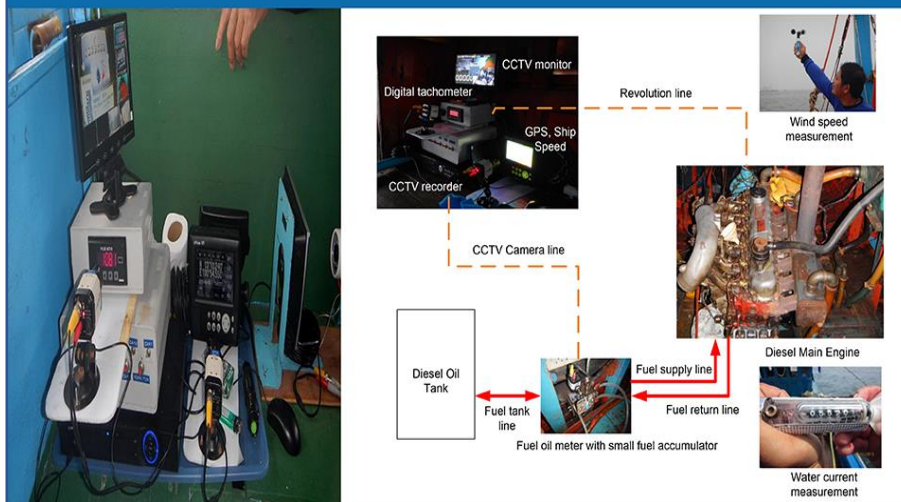 CCTV monitor
Digital tachometer
GPS, Ship
Speed
CCTV recorder
Revolution line
Wind speed
measurement
CCTV Camera line
Diesel Main Engine
Diesel Oil
Tank
Fuel tank
line
Fuel supply line
Fuel return line
Fuel oil meter with small fuel accumulator
Water current
measurement